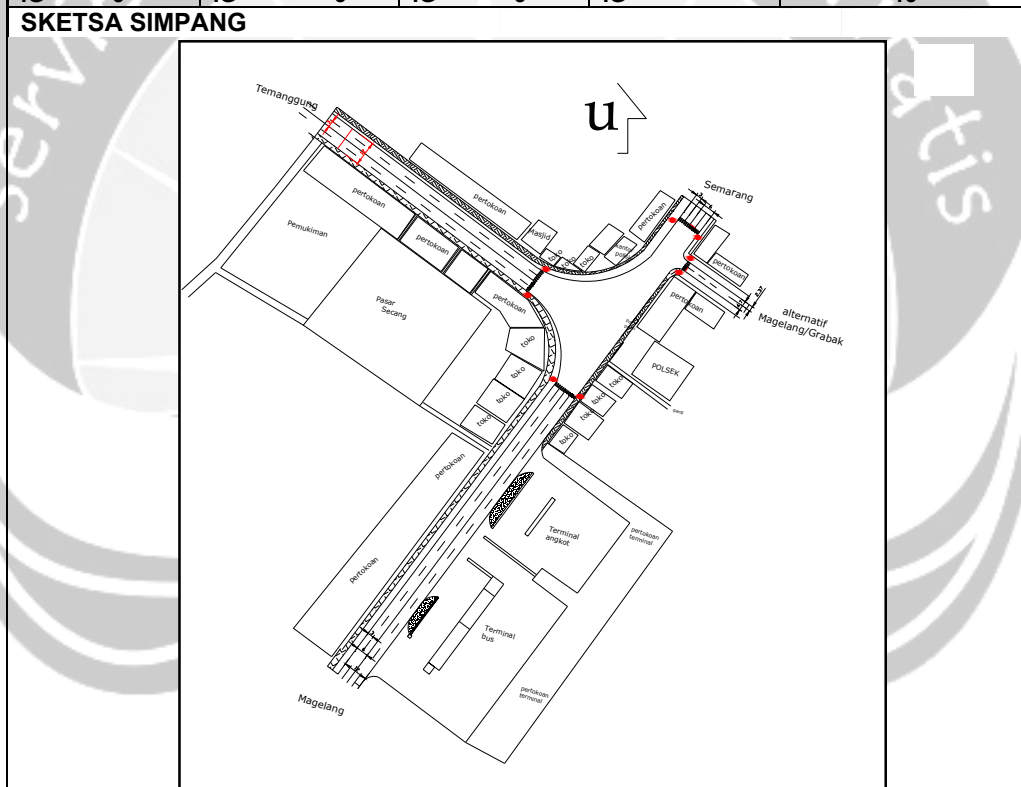 SKETSA SIMPANG
u
Temanggung
Semarang
pertokoan
pertokoan
Masjid
toko
toko
toko
pertokoan
Pemukiman
pertokoan
pertokoan
pertokoan
alternatif
Magelang/Grabak
Pasar
Secang
pertokoan
toko
POLSEK
toko
toko
toko
toko
toko
toko
toko
pertokoan
Terminal
angkot
pertokoan
terminal
pertokoan
Terminal
bus
pertokoan
terminal
Magelang